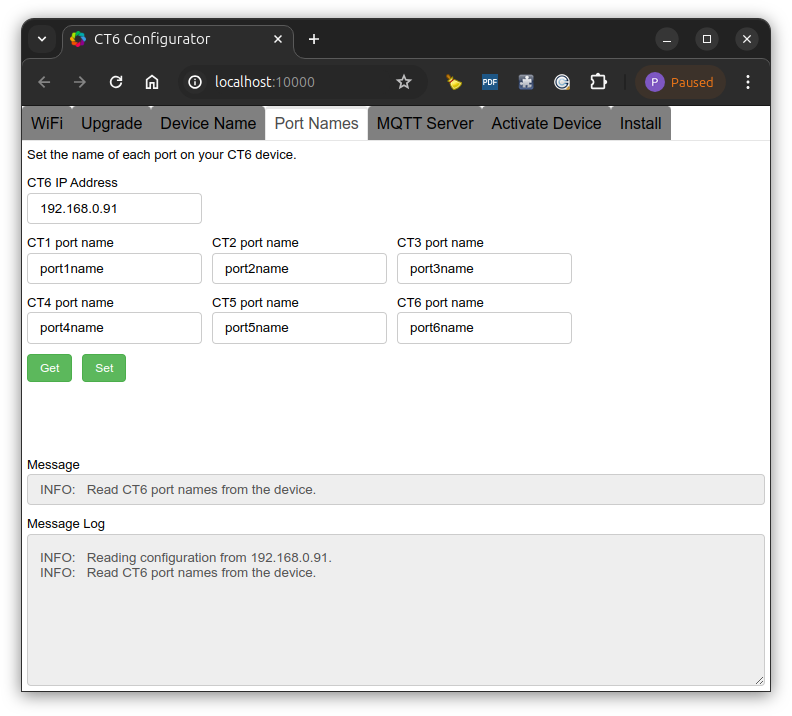 CT6 Configurator
localhost:10000
PDF
P Paused
WiFi Upgrade Device Name Port Names MQTT Server Activate Device Install
Set the name of each port on your CT6 device.
CT6 IP Address
192.168.0.91
CT1 port name CT2 port name CT3 port name
port1name port2name port3name
CT4 port name CT5 port name CT6 port name
port4name port5name port6name
Get Set
Message
INFO: Read CT6 port names from the device.
Message Log
INFO: Reading configuration from 192.168.0.91.
INFO: Read CT6 port names from the device.